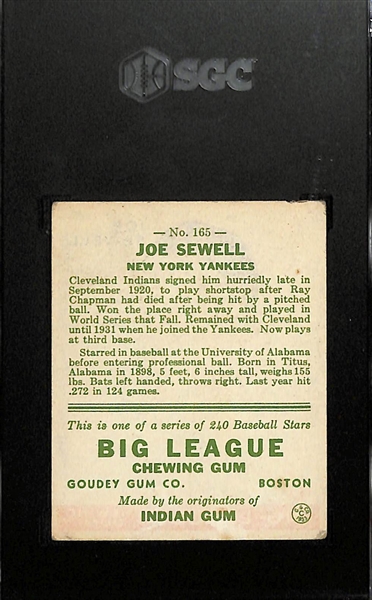 SGC
— No. 165 —
JOE SEWELL
NEW YORK YANKEES
Cleveland Indians signed him hurriedly late in
September 1920, to play shortstop after Ray
Chapman had died after being hit by a pitched
ball. Won the place right away and played in
World Series that Fall. Remained with Cleveland
until 1931 when he joined the Yankees. Now plays
at third base.
Starred in baseball at the University of Alabama
before entering professional ball. Born in Titus,
Alabama in 1898, 5 feet, 6 inches tall, weighs 155
lbs. Bats left handed, throws right. Last year hit
.272 in 124 games.
This is one of a series of 240 Baseball Stars
BIG LEAGUE
CHEWING GUM
GOUDEY GUM CO. BOSTON
Made by the originators of
INDIAN GUM